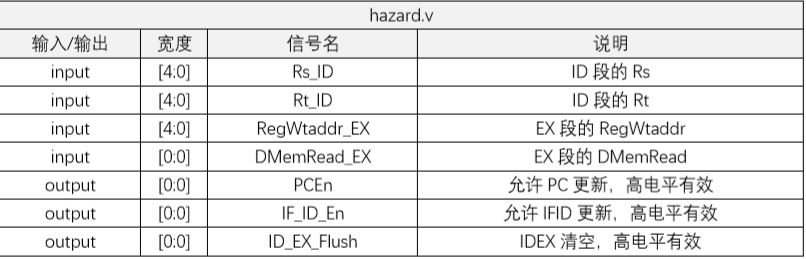 hazard.v
输入/输出 宽度 信号名 说明
input [4:0] Rs_ID ID 段的 Rs
input [4:0] Rt_ID ID 段的 Rt
input [4:0] RegWtaddr_EX EX 段的 RegWtaddr
input [0:0] DMemRead_EX EX 段的 DMemRead
output [0:0] PCEn 允许 PC 更新，高电平有效
output [0:0] IF_ID_En 允许 IFID 更新，高电平有效
output [0:0] ID_EX_Flush IDEX 清空，高电平有效